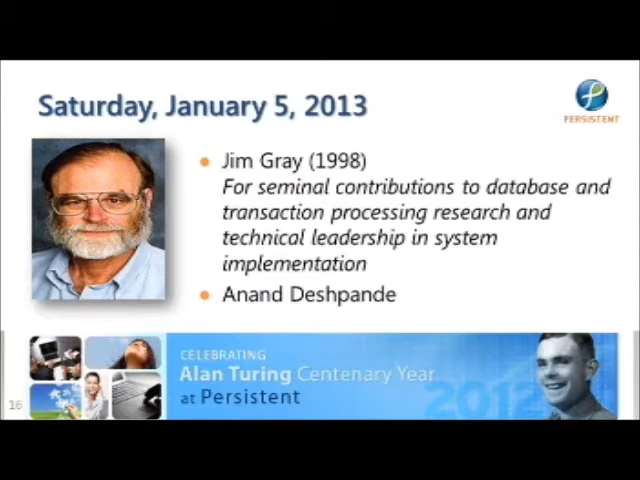 Saturday, January 5, 2013
PERSISTENT
Jim Gray (1998)
For seminal contributions to database and
transaction processing research and
technical leadership in system
implementation
Anand Deshpande
CELEBRATING
Alan Turing Centenary Year
at Persistent
2012
16